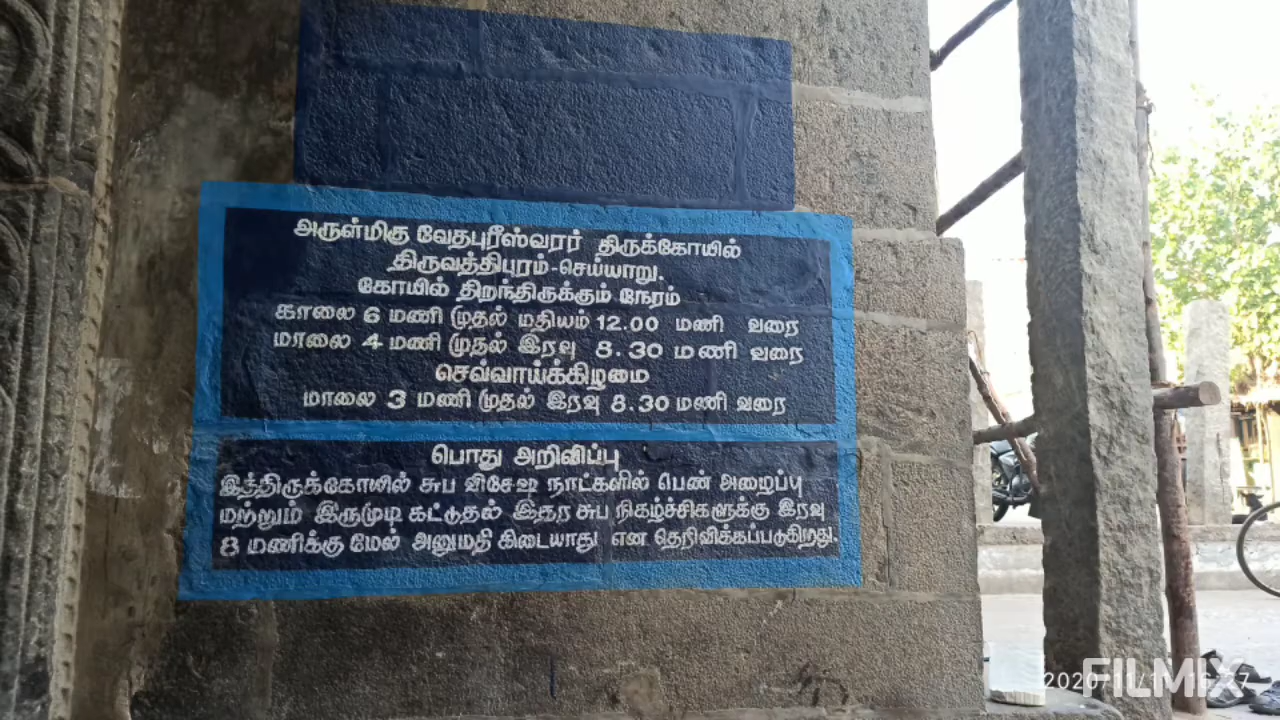 அருள்மிகு வேதபுரீஸ்வரர் திருக்கோயில்
திருவத்திபுரம்-செய்யாறு.
கோயில் திறந்திருக்கும் நேரம்
காலை 6 மணி முதல் மதியம் 12.00 மணி வரை
மாலை 4 மணி முதல் இரவு 8.30 மணி வரை
செவ்வாய்க்கிழமை
மாலை 3 மணி முதல் இரவு 8.30 மணி வரை
பொது அறிவிப்பு
இத்திருக்கோயில் சுப விசேஷ நாட்களில் பெண் அழைப்பு
மற்றும் இருமுடி கட்டுதல் இதர சுப நிகழ்ச்சிகளுக்கு இரவு
8 மணிக்கு மேல் அனுமதி கிடையாது என தெரிவிக்கப்படுகிறது.
FILMIX